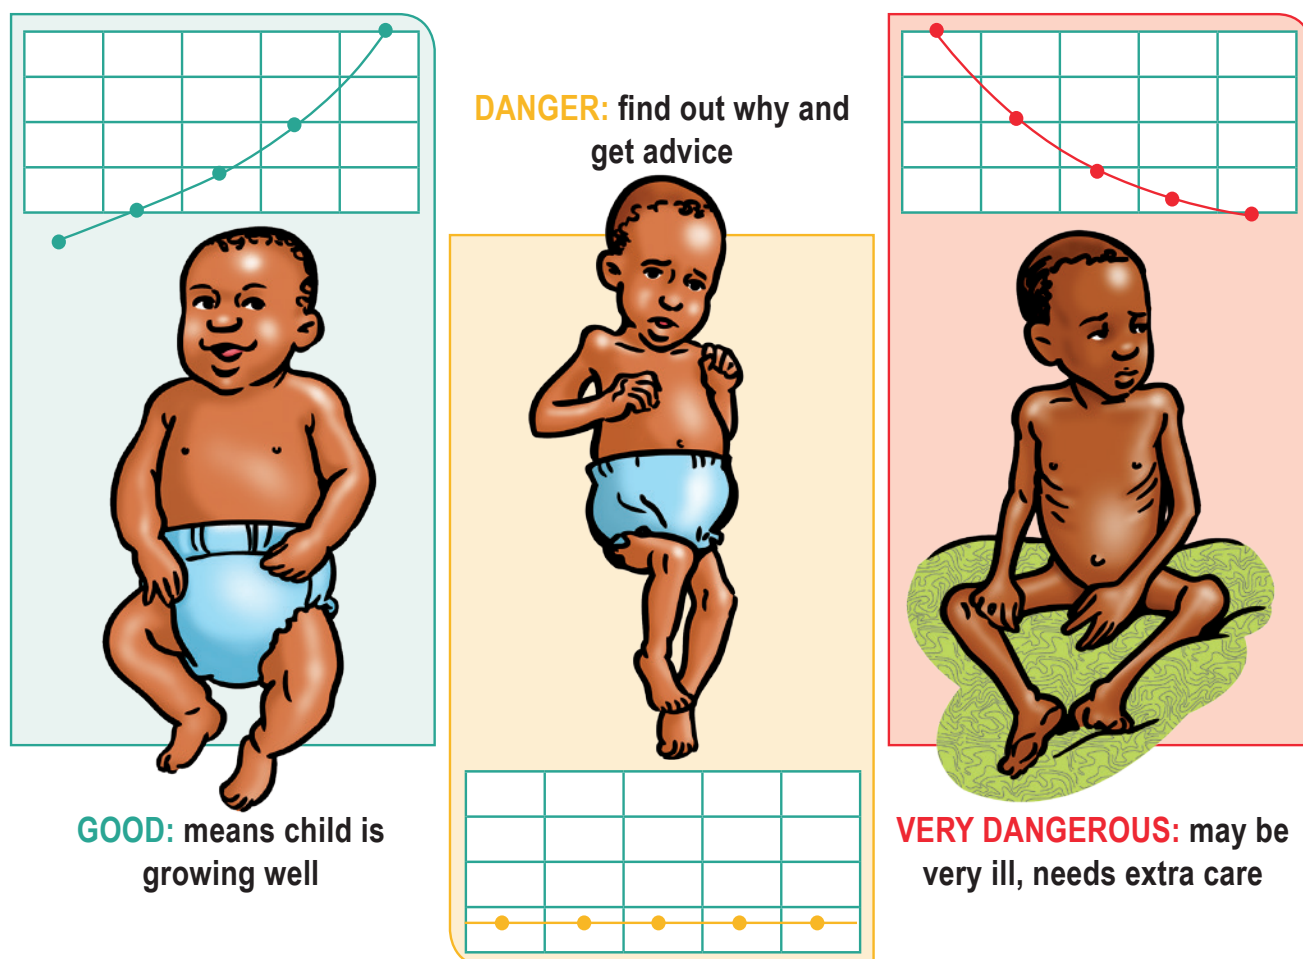 DANGER: find out why and
get advice
GOOD: means child is
growing well
VERY DANGEROUS: may be
very ill, needs extra care